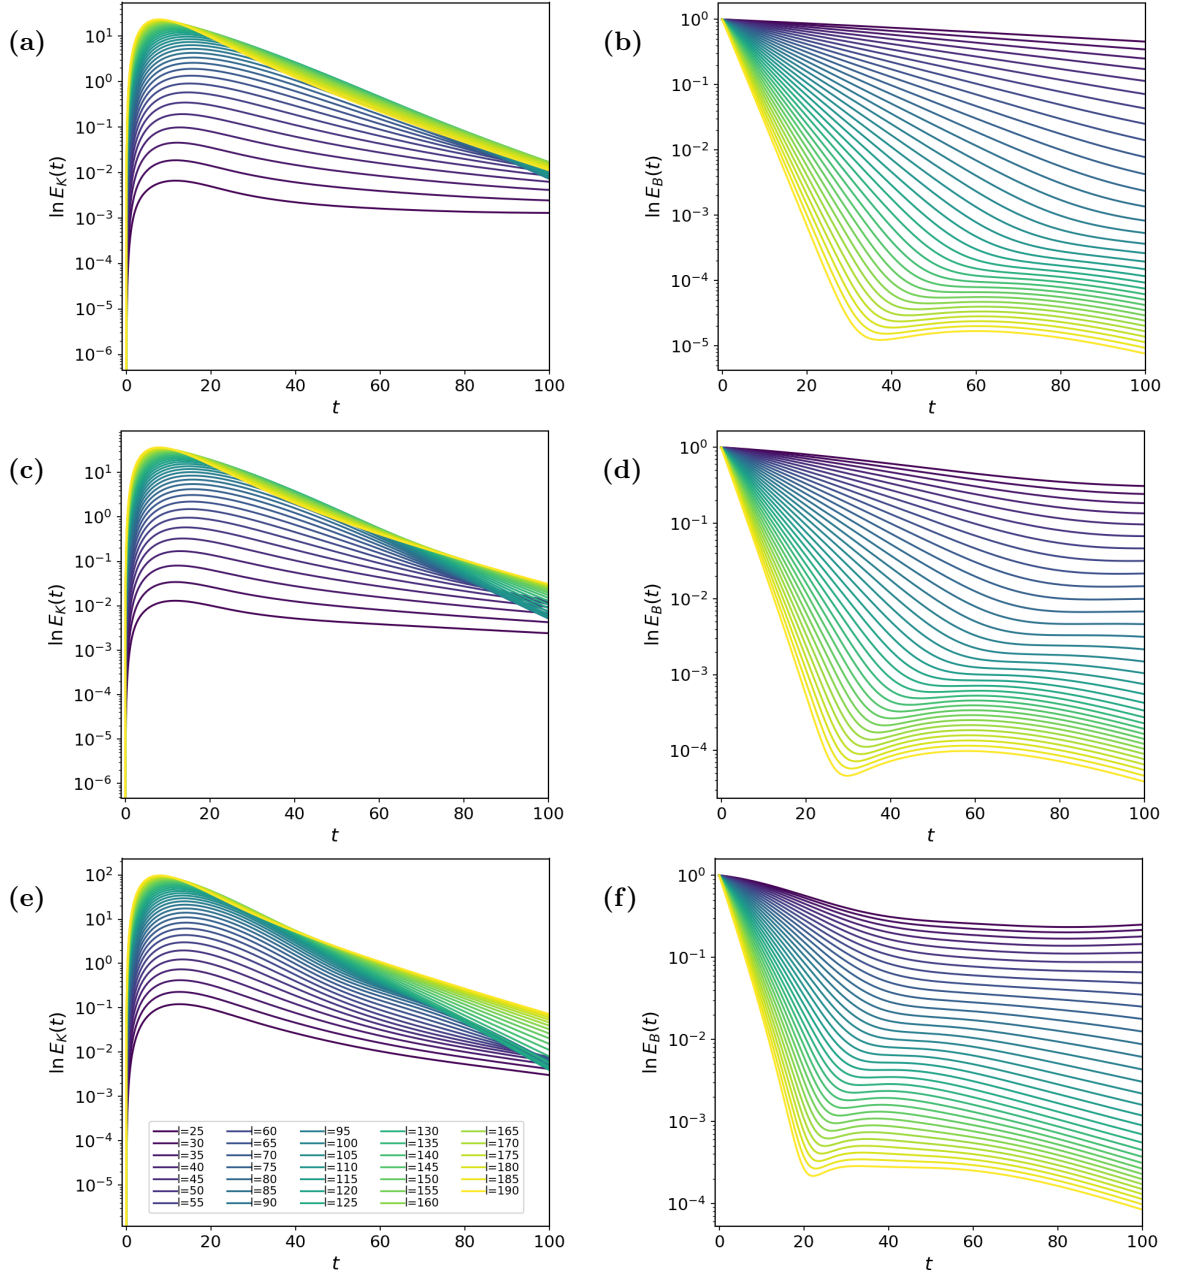 (a)
ln E_K(t)
10^1
10^0
10^{-1}
10^{-2}
10^{-3}
10^{-4}
10^{-5}
10^{-6}
0 20 40 60 80 100
t
(b)
ln E_B(t)
10^0
10^{-1}
10^{-2}
10^{-3}
10^{-4}
10^{-5}
0 20 40 60 80 100
t
(c)
ln E_K(t)
10^1
10^0
10^{-1}
10^{-2}
10^{-3}
10^{-4}
10^{-5}
10^{-6}
0 20 40 60 80 100
t
(d)
ln E_B(t)
10^0
10^{-1}
10^{-2}
10^{-3}
10^{-4}
0 20 40 60 80 100
t
(e)
ln E_K(t)
10^2
10^1
10^0
10^{-1}
10^{-2}
10^{-3}
10^{-4}
10^{-5}
l=25 l=60 l=95 l=130 l=165
l=30 l=65 l=100 l=135 l=170
l=35 l=70 l=105 l=140 l=175
l=40 l=75 l=110 l=145 l=180
l=45 l=80 l=115 l=150 l=185
l=50 l=85 l=120 l=155 l=190
l=55 l=90 l=125 l=160
0 20 40 60 80 100
t
(f)
ln E_B(t)
10^0
10^{-1}
10^{-2}
10^{-3}
10^{-4}
0 20 40 60 80 100
t